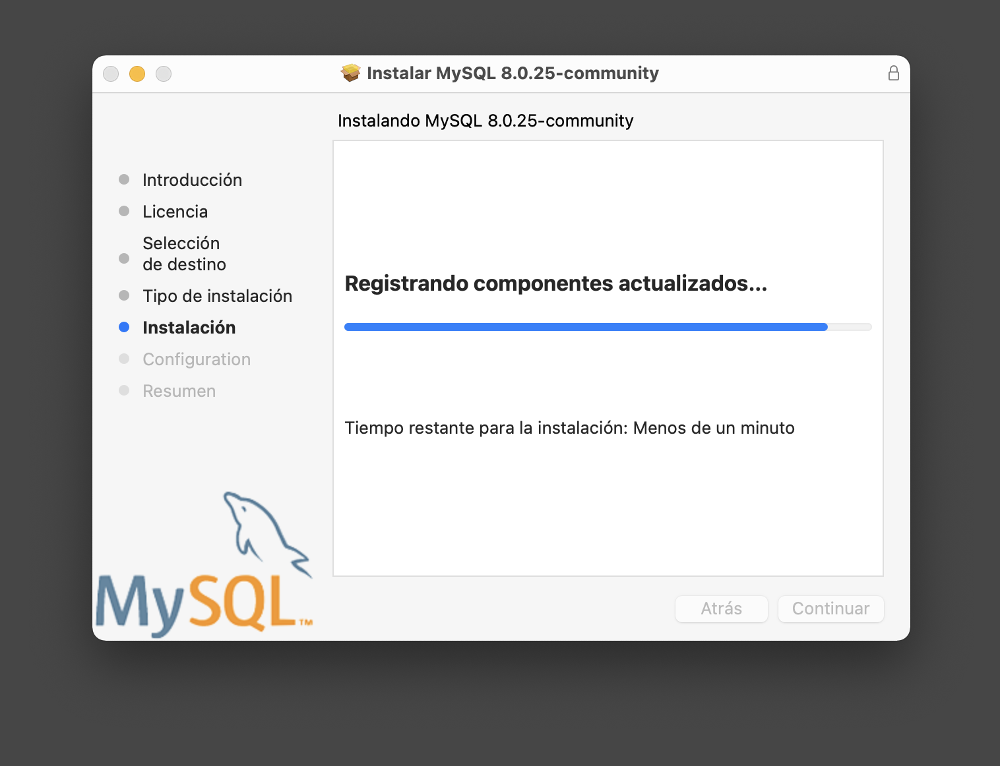 Instalar MySQL 8.0.25-community
Instalando MySQL 8.0.25-community
Introducción
Licencia
Selección
de destino
Tipo de instalación
Instalación
Configuration
Resumen
Registrando componentes actualizados...
Tiempo restante para la instalación: Menos de un minuto
MySQL™
Atrás
Continuar